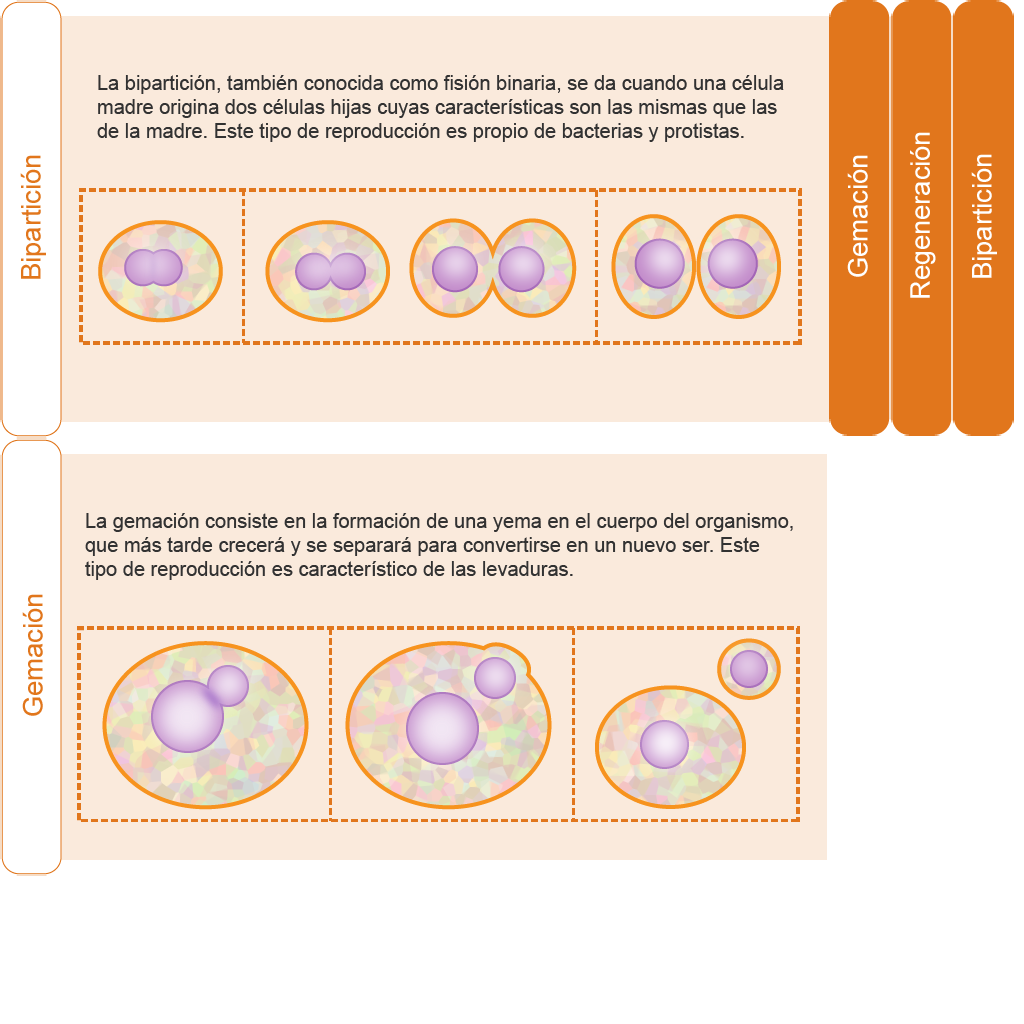 Bipartición
La bipartición, también conocida como fisión binaria, se da cuando una célula
madre origina dos células hijas cuyas características son las mismas que las
de la madre. Este tipo de reproducción es propio de bacterias y protistas.
Gemación
Regeneración
Bipartición
Gemación
La gemación consiste en la formación de una yema en el cuerpo del organismo,
que más tarde crecerá y se separará para convertirse en un nuevo ser. Este
tipo de reproducción es característico de las levaduras.